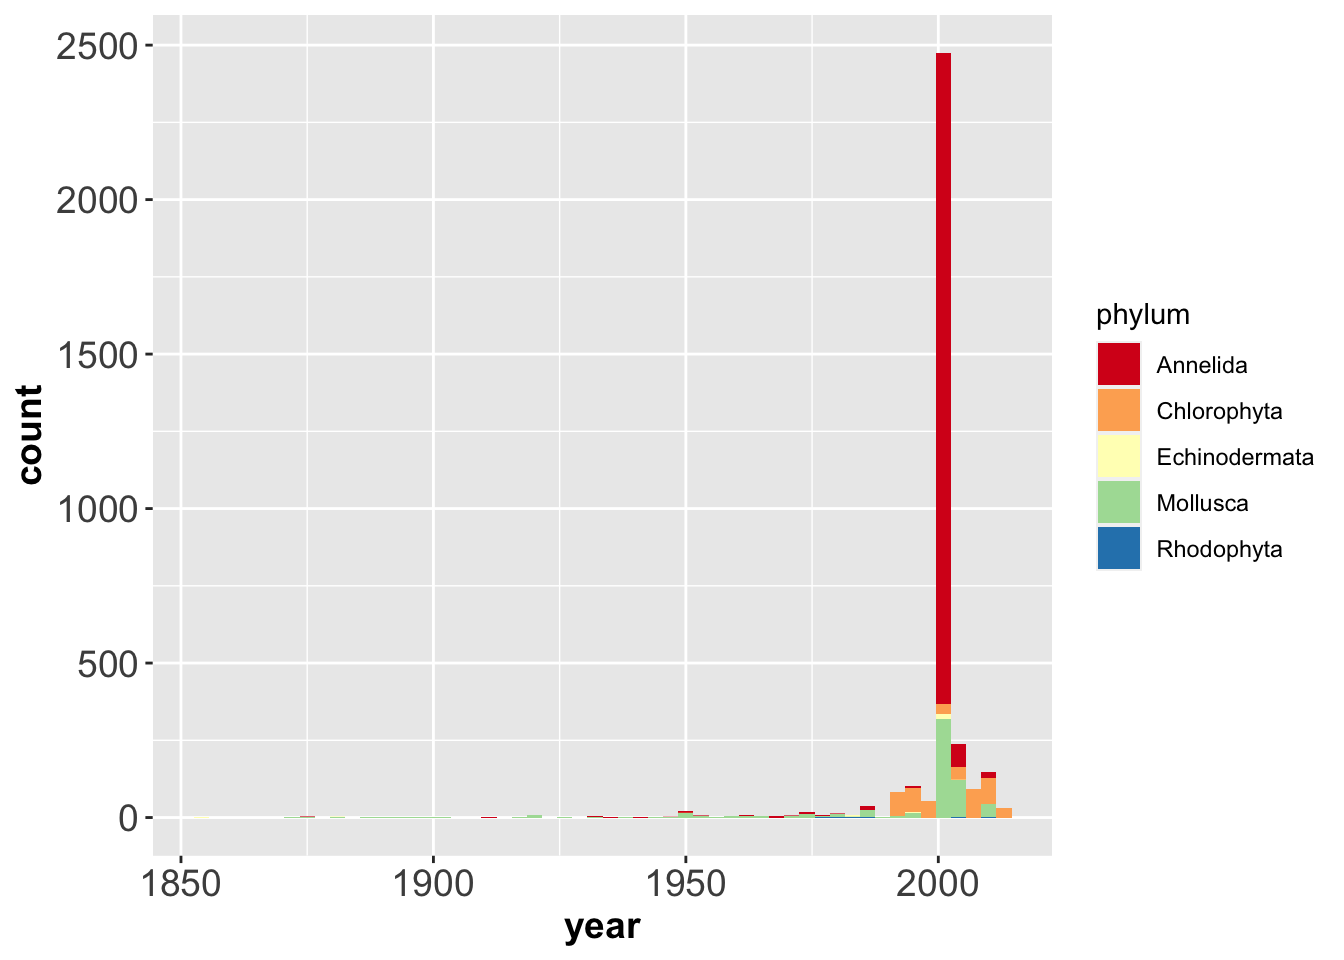 2500
2000
1500
1000
500
0
count
1850 1900 1950 2000
year
phylum
Annelida
Chlorophyta
Echinodermata
Mollusca
Rhodophyta